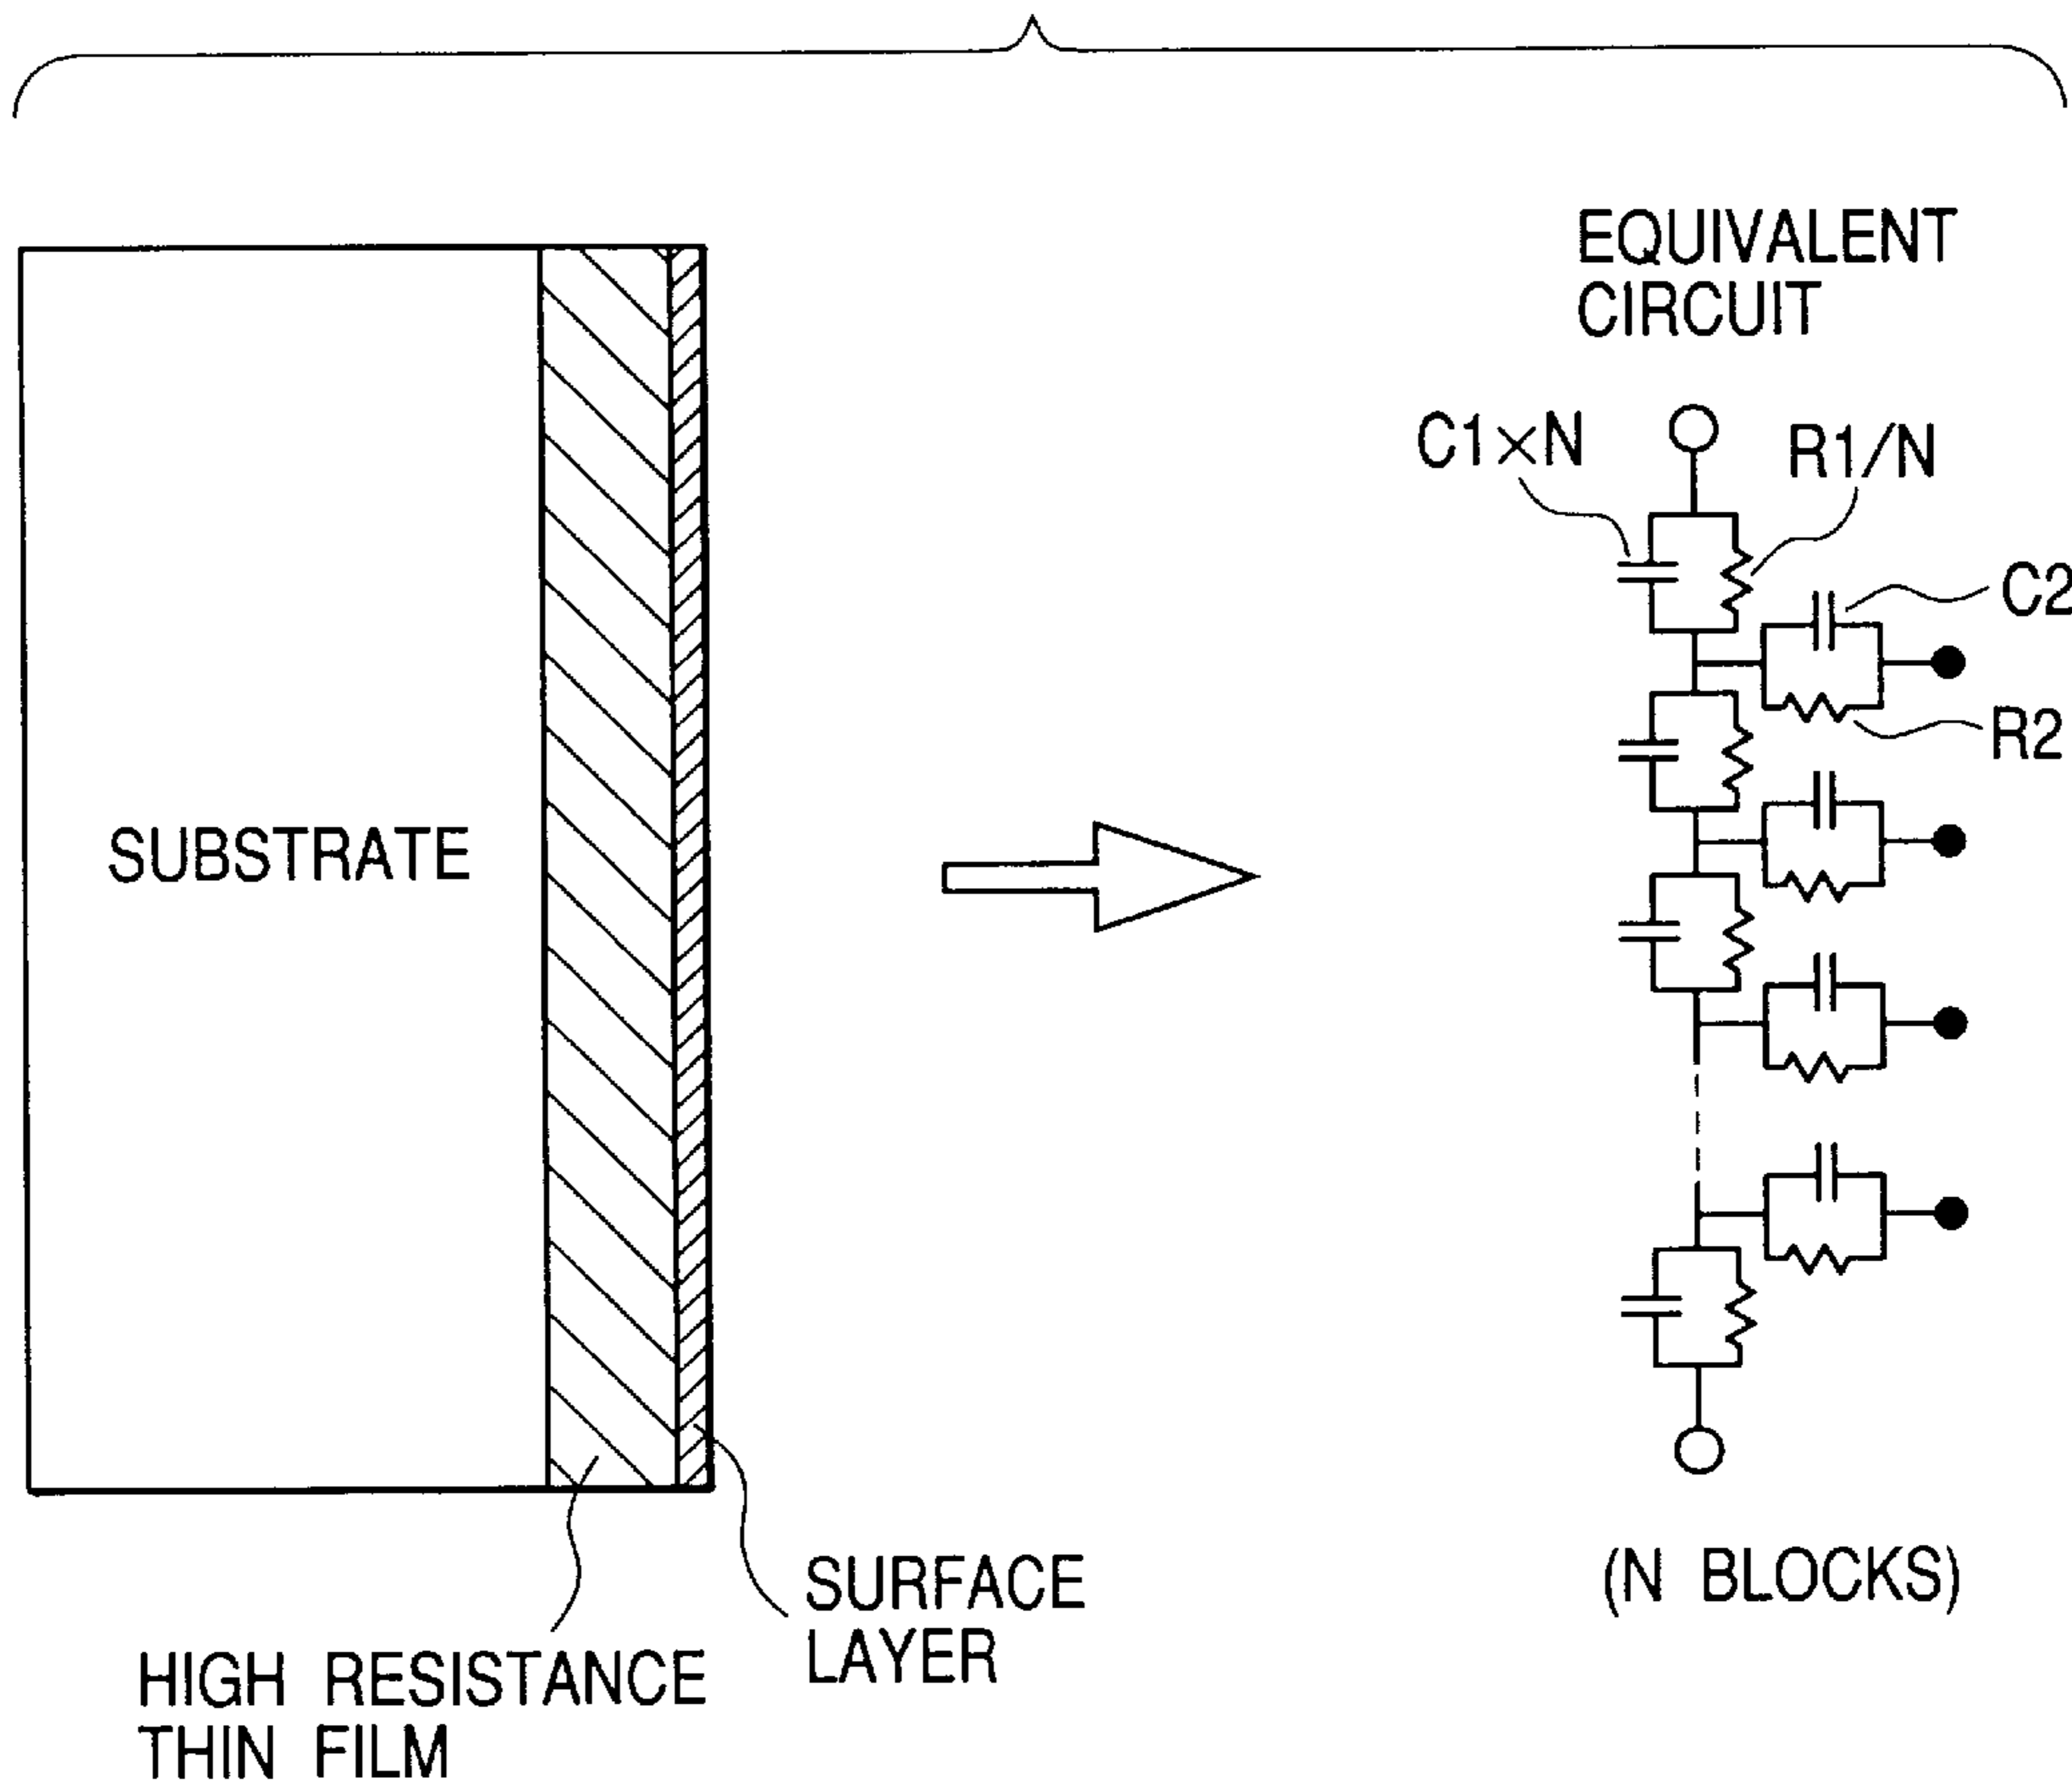 EQUIVALENT
CIRCUIT
C1×N
R1/N
C2
R2
SUBSTRATE
(N BLOCKS)
SURFACE
LAYER
HIGH RESISTANCE
THIN FILM